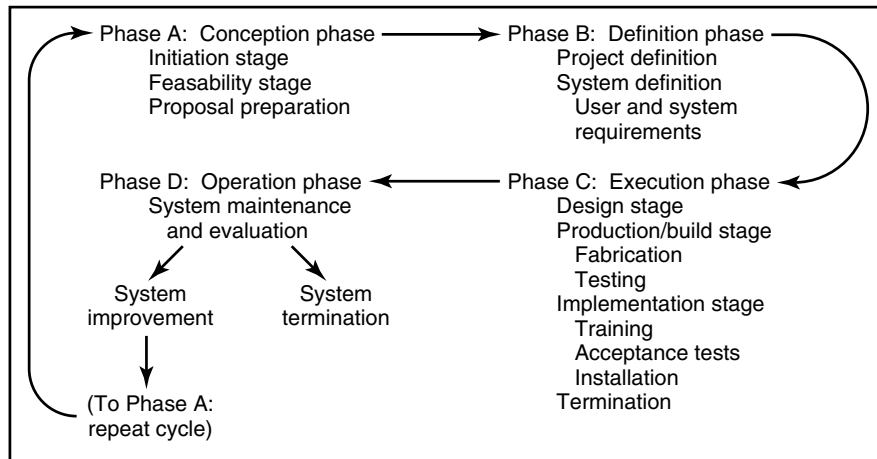 Phase A: Conception phase
Initiation stage
Feasability stage
Proposal preparation
Phase B: Definition phase
Project definition
System definition
User and system
requirements
Phase C: Execution phase
Design stage
Production/build stage
Fabrication
Testing
Implementation stage
Training
Acceptance tests
Installation
Termination
Phase D: Operation phase
System maintenance
and evaluation
System
improvement
System
termination
(To Phase A:
repeat cycle)